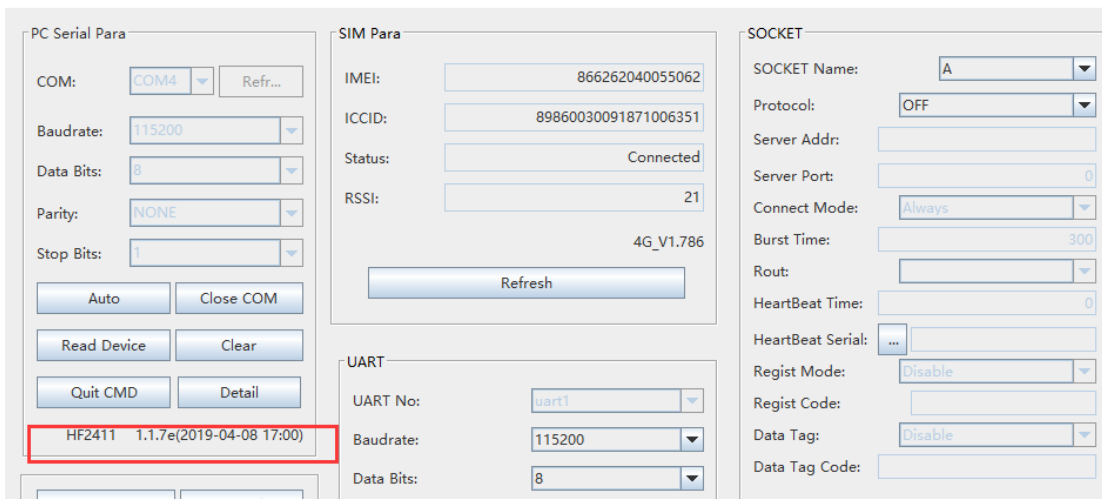 PC Serial Para
COM: COM4 Refr...
Baudrate: 115200
Data Bits: 8
Parity: NONE
Stop Bits: 1
Auto Close COM
Read Device Clear
Quit CMD Detail
HF2411 1.1.7e(2019-04-08 17:00)
SIM Para
IMEI: 866262040055062
ICCID: 89860030091871006351
Status: Connected
RSSI: 21
4G_V1.786
Refresh
UART
UART No: uart1
Baudrate: 115200
Data Bits: 8
SOCKET
SOCKET Name: A
Protocol: OFF
Server Addr:
Server Port: 0
Connect Mode: Always
Burst Time: 300
Rout:
HeartBeat Time: 0
HeartBeat Serial: ...
Regist Mode: Disable
Regist Code:
Data Tag: Disable
Data Tag Code: